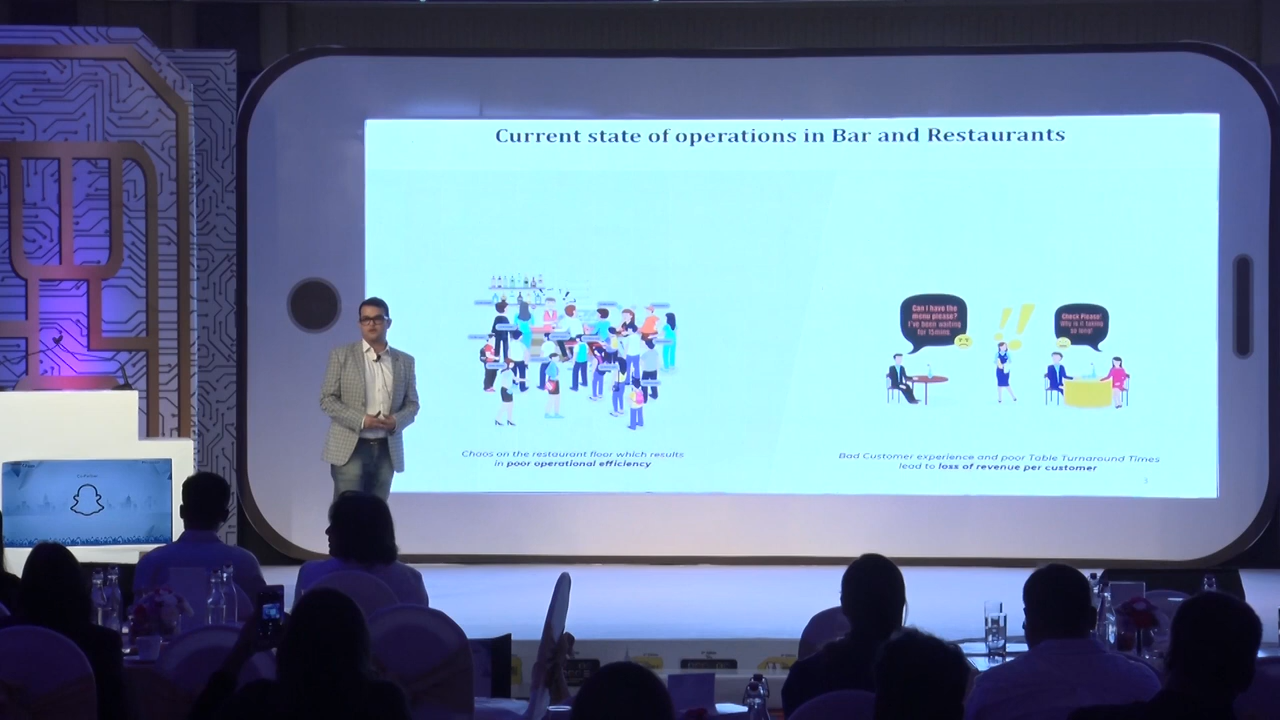 Current state of operations in Bar and Restaurants
Can I have the
menu please?
I've been waiting
for 15mins.
Check Please!
Why is it taking
so long!
Chaos on the restaurant floor which results
in poor operational efficiency
Bad Customer experience and poor Table Turnaround Times
lead to loss of revenue per customer